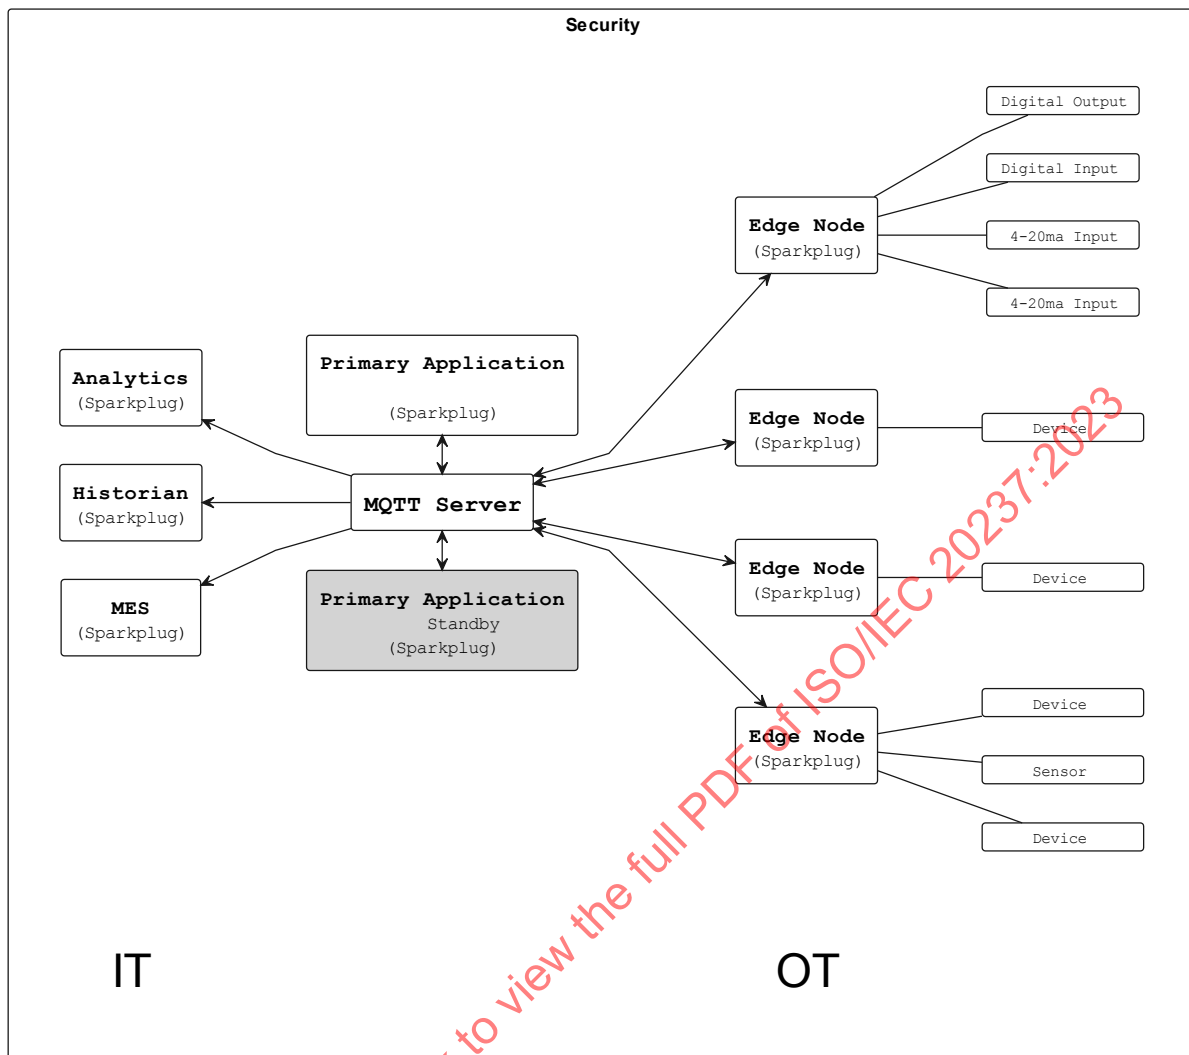 Security
Digital Output
Digital Input
4-20ma Input
4-20ma Input
Edge Node
(Sparkplug)
Primary Application
(Sparkplug)
Analytics
(Sparkplug)
Historian
(Sparkplug)
MES
(Sparkplug)
MQTT Server
Primary Application
Standby
(Sparkplug)
Edge Node
(Sparkplug)
Device
Edge Node
(Sparkplug)
Device
Edge Node
(Sparkplug)
Device
Sensor
Device
IT
OT
to view the full PDF of ISO/IEC 20237:2023